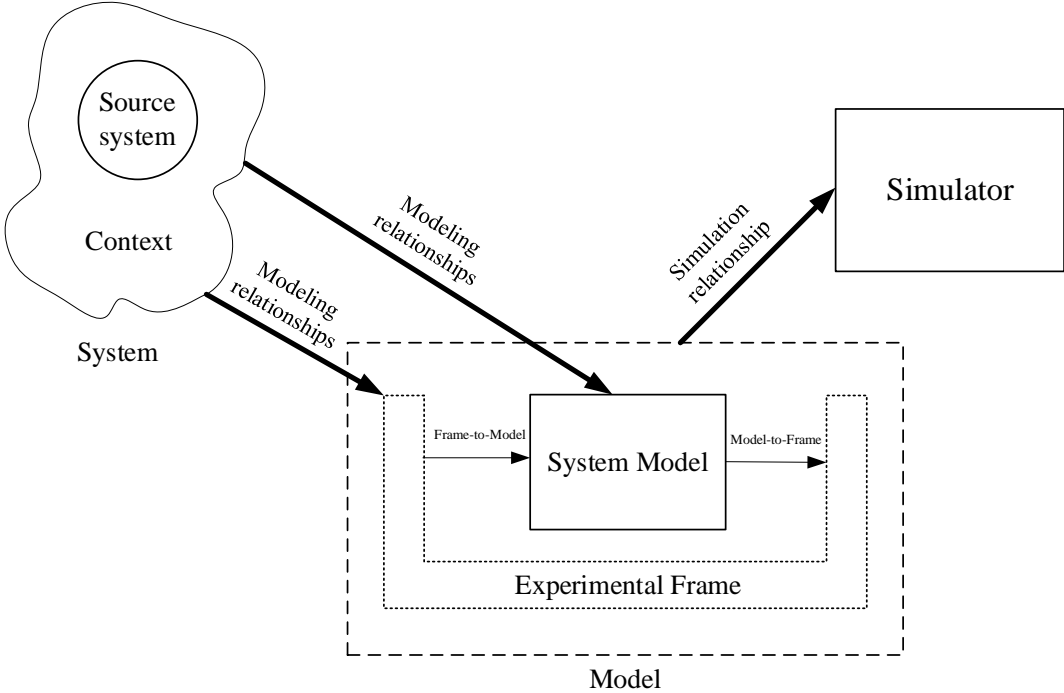 Source
system
Context
System
Modeling
relationships
Modeling
relationships
Simulation
relationship
Simulator
Frame-to-Model
System Model
Model-to-Frame
Experimental Frame
Model